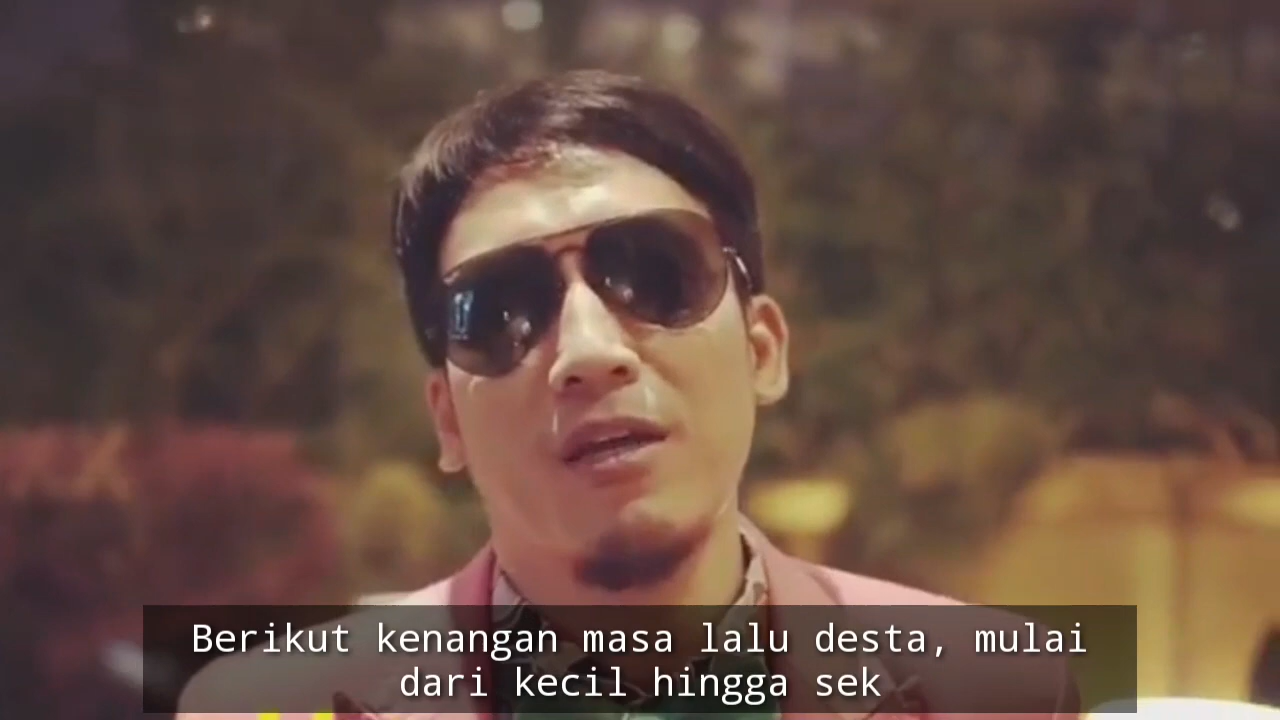 Berikut kenangan masa lalu desta, mulai
dari kecil hingga sek